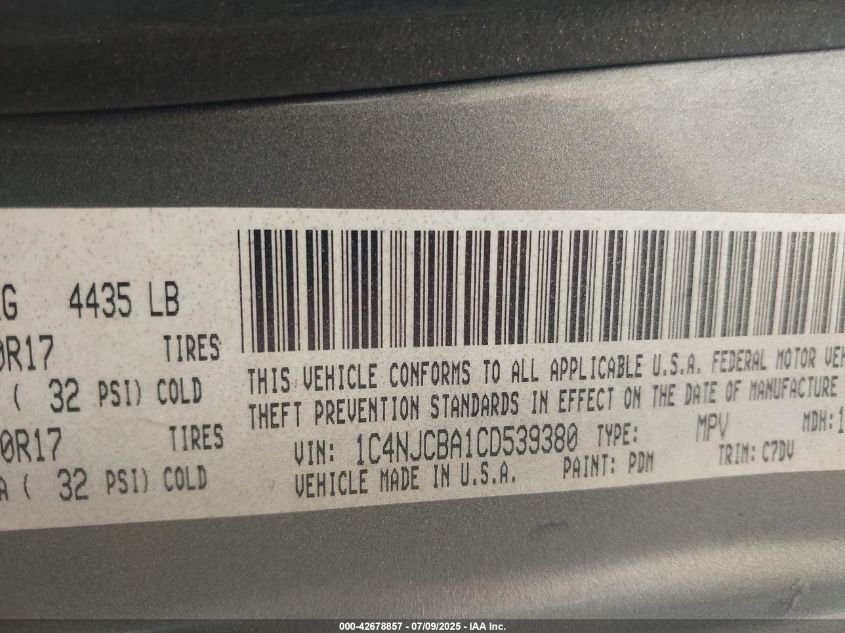 G 4435 LB
0R17 TIRES
( 32 PSI) COLD
0R17 TIRES
A ( 32 PSI) COLD
THIS VEHICLE CONFORMS TO ALL APPLICABLE U.S.A. FEDERAL MOTOR VEH
THEFT PREVENTION STANDARDS IN EFFECT ON THE DATE OF MANUFACTURE
VIN: 1C4NJCBA1CD539380 TYPE: MPV MDH:1
VEHICLE MADE IN U.S.A. PAINT: PDM TRIM: C7DV
000-42678857 / 07/09/2025 - IAA Inc.